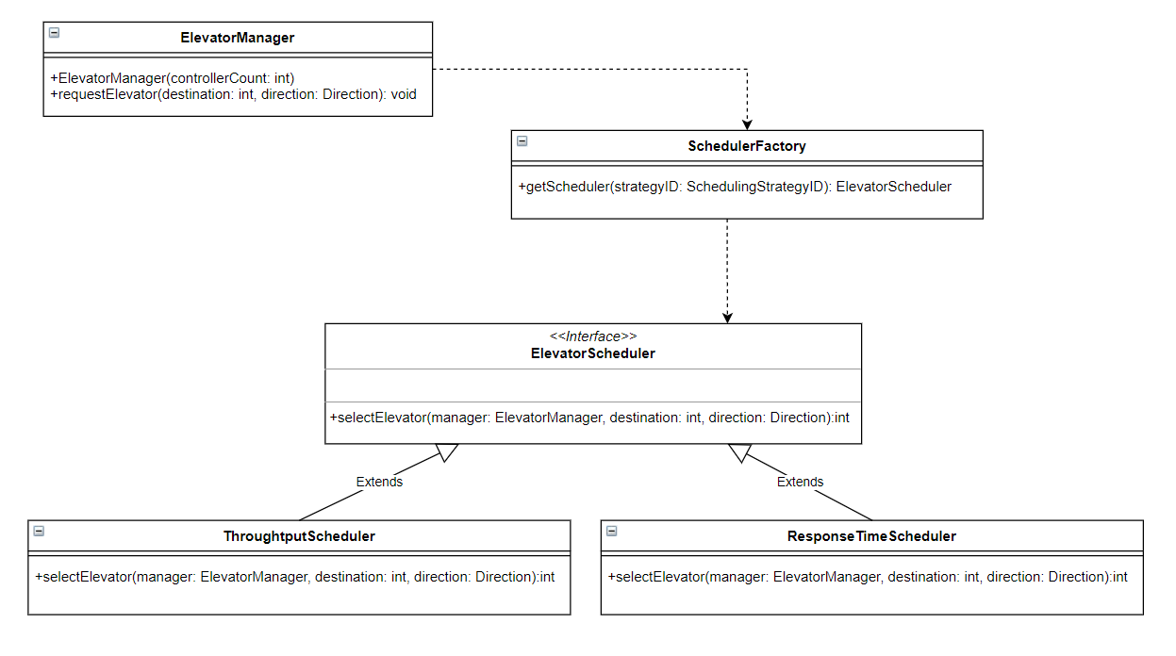 ElevatorManager
+ElevatorManager(controllerCount: int)
+requestElevator(destination: int, direction: Direction): void
SchedulerFactory
+getScheduler(strategyID: SchedulingStrategyID): ElevatorScheduler
<<Interface>>
ElevatorScheduler
+selectElevator(manager: ElevatorManager, destination: int, direction: Direction):int
Extends
Extends
ThroughtputScheduler
+selectElevator(manager: ElevatorManager, destination: int, direction: Direction):int
ResponseTimeScheduler
+selectElevator(manager: ElevatorManager, destination: int, direction: Direction):int